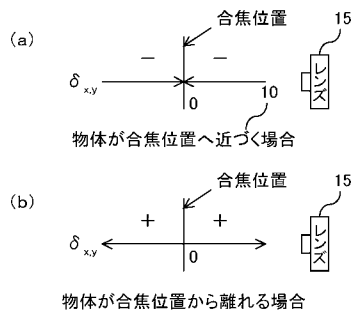 (a)
合焦位置
15
− −
δx,y
0
10
レンズ
物体が合焦位置へ近づく場合
(b)
合焦位置
15
+ +
δx,y
0
レンズ
物体が合焦位置から離れる場合